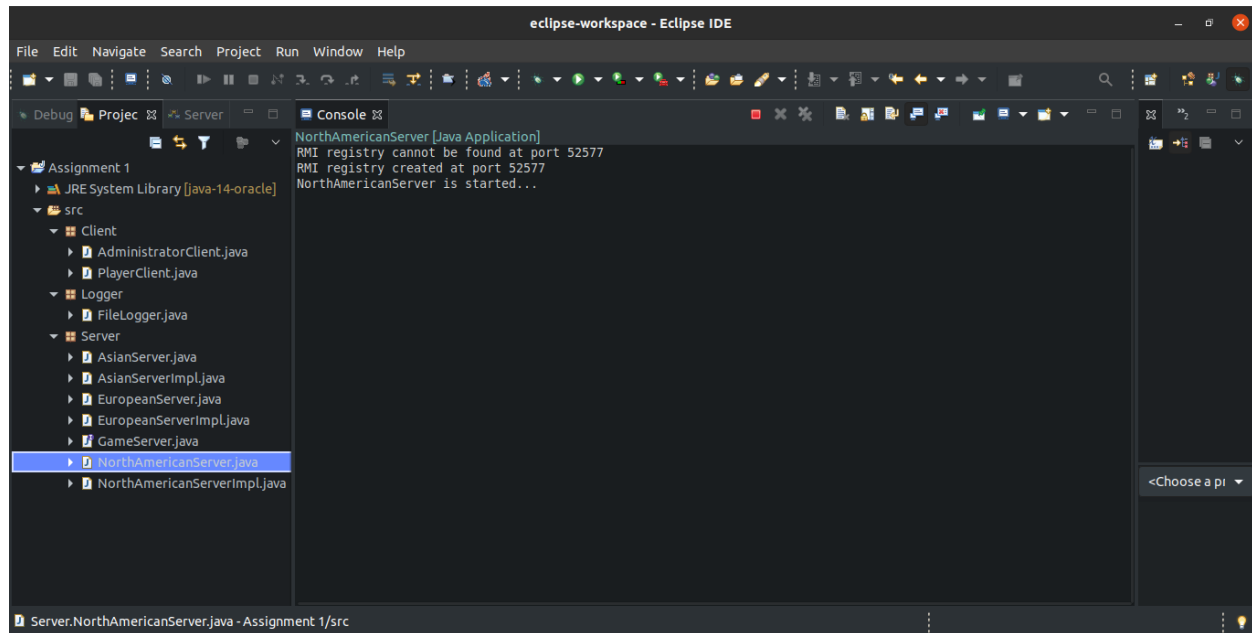 eclipse-workspace - Eclipse IDE
File Edit Navigate Search Project Run Window Help
Debug Projec Server
Console
»2
NorthAmericanServer [Java Application]
RMI registry cannot be found at port 52577
RMI registry created at port 52577
NorthAmericanServer is started...
Assignment 1
JRE System Library [java-14-oracle]
src
Client
AdministratorClient.java
PlayerClient.java
Logger
FileLogger.java
Server
AsianServer.java
AsianServerImpl.java
EuropeanServer.java
EuropeanServerImpl.java
GameServer.java
NorthAmericanServer.java
NorthAmericanServerImpl.java
<Choose a pr
Server.NorthAmericanServer.java - Assignment 1/src